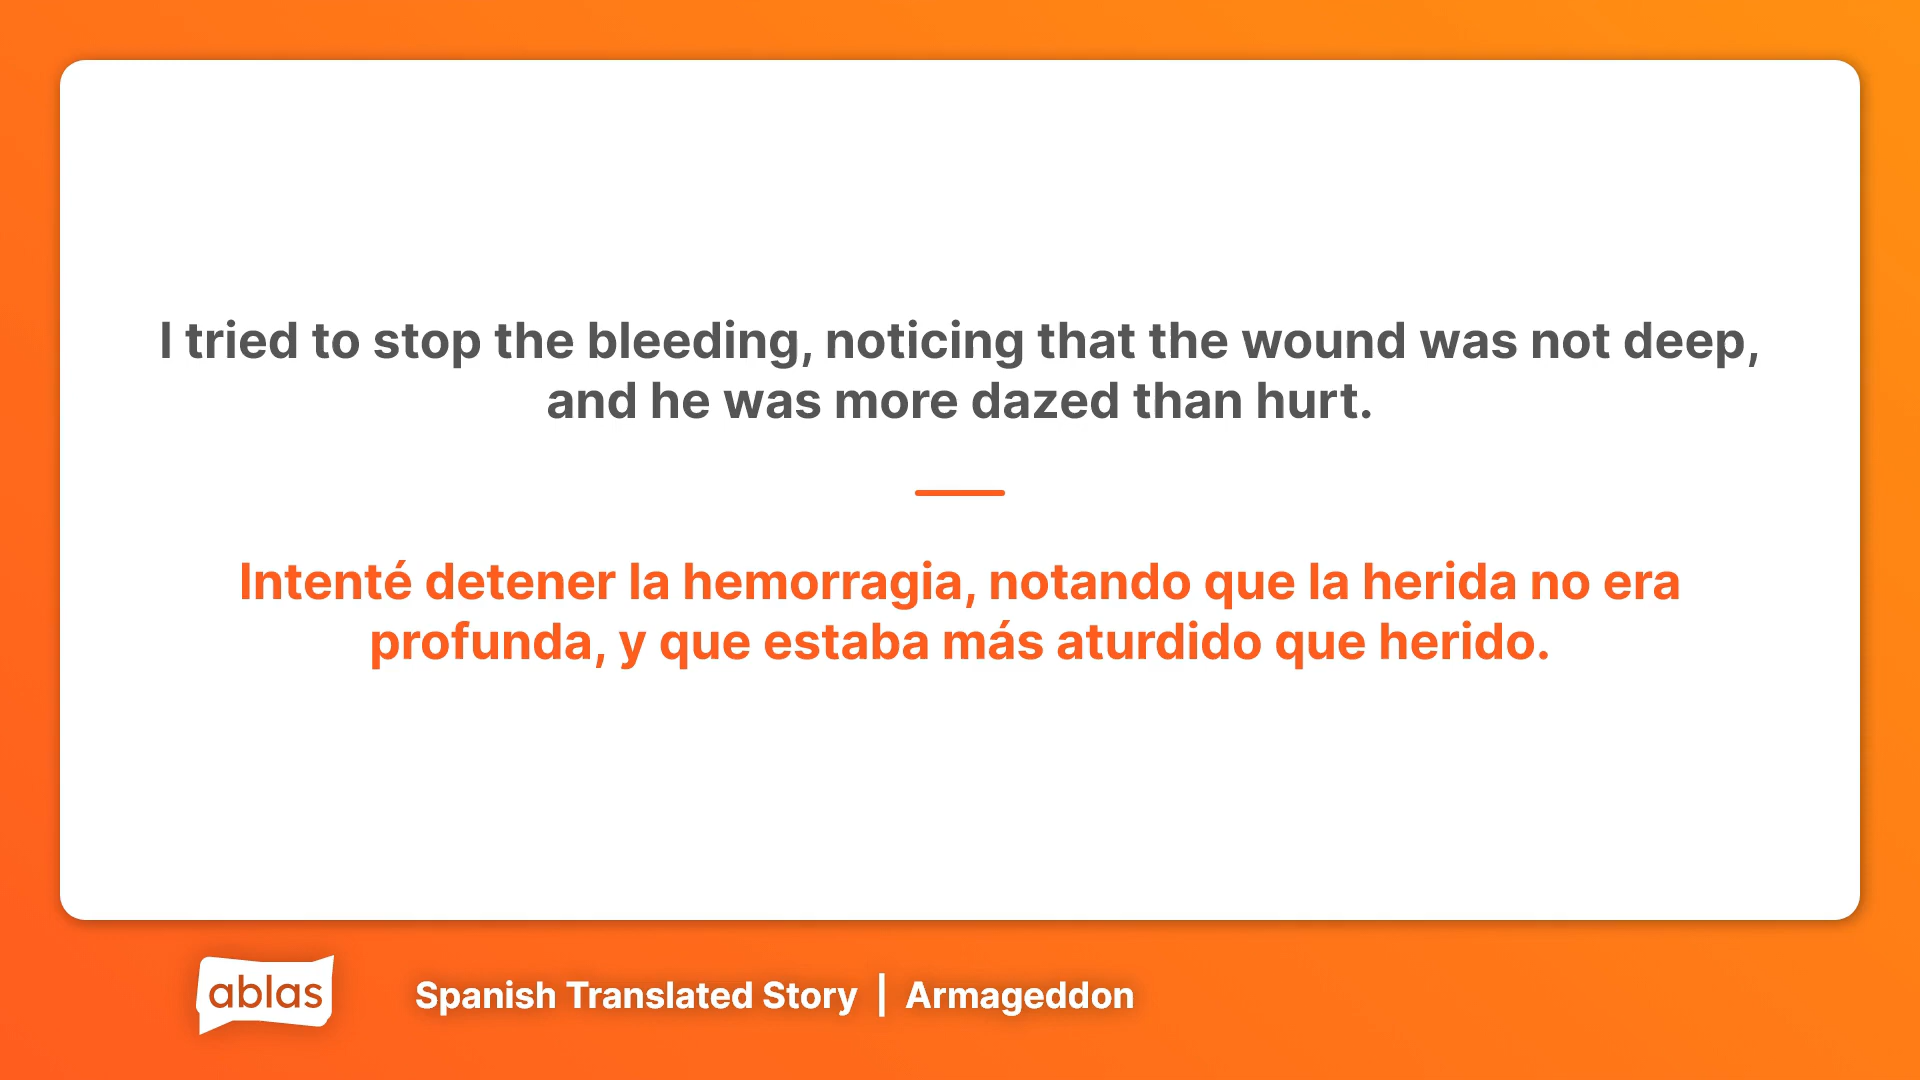 I tried to stop the bleeding, noticing that the wound was not deep,
and he was more dazed than hurt.
Intenté detener la hemorragia, notando que la herida no era
profunda, y que estaba más aturdido que herido.
ablas
Spanish Translated Story | Armageddon